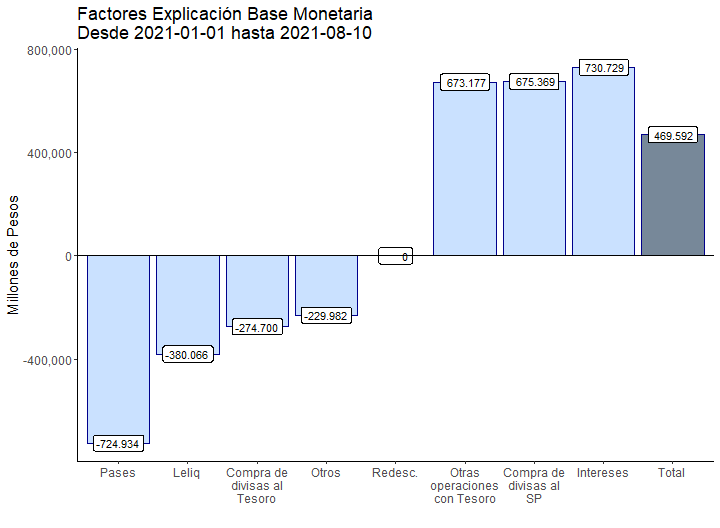 Factores Explicación Base Monetaria
Desde 2021-01-01 hasta 2021-08-10
Millones de Pesos
800,000
400,000
0
-400,000
-724.934
-380.066
-274.700
-229.982
0
673.177
675.369
730.729
469.592
Pases
Leliq
Compra de
divisas al
Tesoro
Otros
Redesc.
Otras
operaciones
con Tesoro
Compra de
divisas al
SP
Intereses
Total